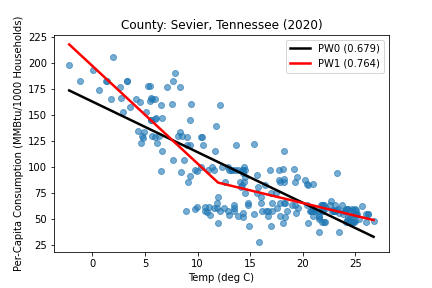 County: Sevier, Tennessee (2020)
PW0 (0.679)
PW1 (0.764)
Per-Capita Consumption (MMBtu/1000 Households)
225
200
175
150
125
100
75
50
25
0 5 10 15 20 25
Temp (deg C)